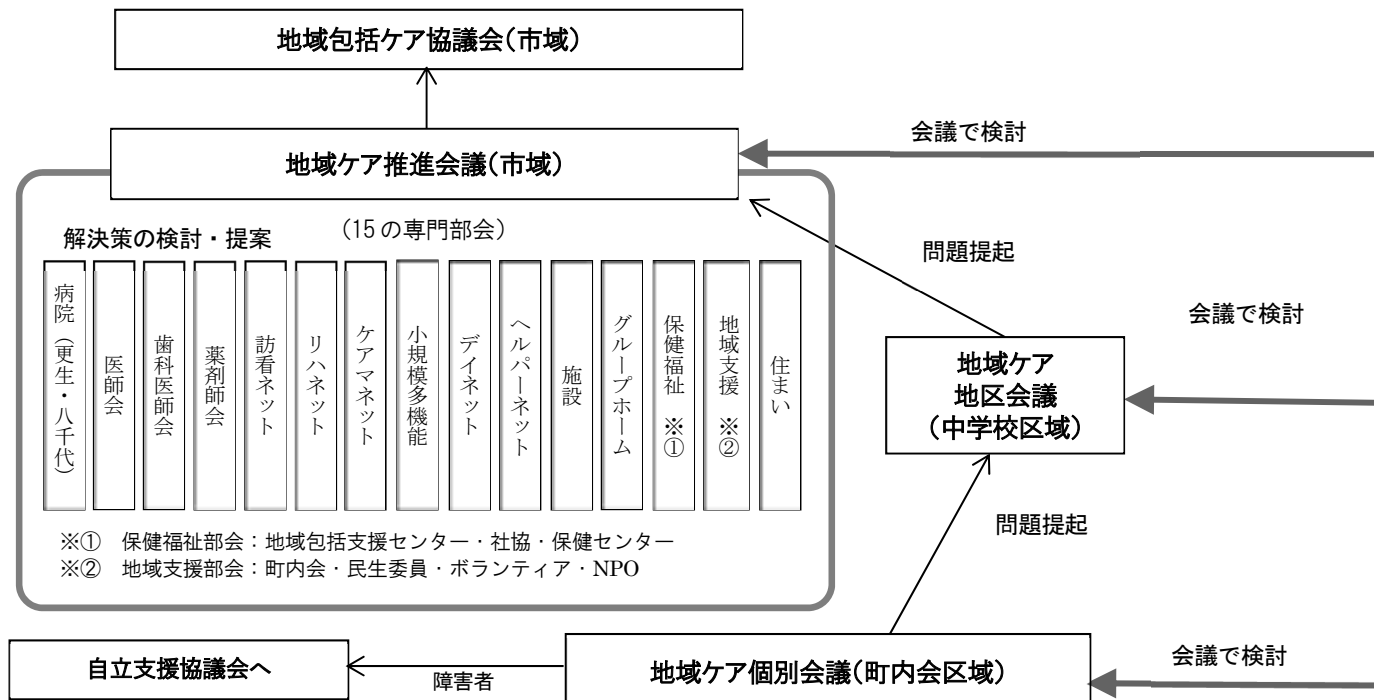 地域包括ケア協議会(市域)
会議で検討
地域ケア推進会議(市域)
(15の専門部会)
解決策の検討・提案
問題提起
病院(更生・八千代)
医師会
歯科医師会
薬剤師会
訪看ネット
リハネット
ケアマネット
小規模多機能
デイネット
ヘルパーネット
施設
グループホーム
保健福祉 ※①
地域支援 ※②
住まい
会議で検討
地域ケア
地区会議
(中学校区域)
問題提起
※① 保健福祉部会:地域包括支援センター・社協・保健センター
※② 地域支援部会:町内会・民生委員・ボランティア・NPO
自立支援協議会へ
障害者
地域ケア個別会議(町内会区域)
会議で検討